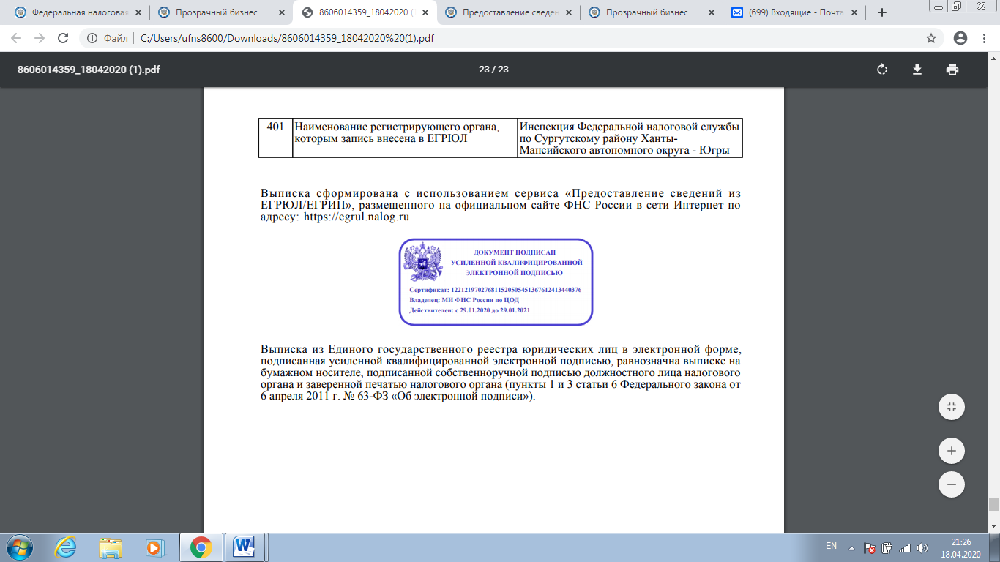 Федеральная налоговая
Прозрачный бизнес
8606014359_18042020 (
Предоставление сведен
Прозрачный бизнес
(699) Входящие - Почта
Файл
C:/Users/ufns8600/Downloads/8606014359_18042020%20(1).pdf
8606014359_18042020 (1).pdf
23 / 23
401
Наименование регистрирующего органа,
которым запись внесена в ЕГРЮЛ
Инспекция Федеральной налоговой службы
по Сургутскому району Ханты-
Мансийского автономного округа - Югры
Выписка сформирована с использованием сервиса «Предоставление сведений из
ЕГРЮЛ/ЕГРИП», размещенного на официальном сайте ФНС России в сети Интернет по
адресу: https://egrul.nalog.ru
ДОКУМЕНТ ПОДПИСАН
УСИЛЕННОЙ КВАЛИФИЦИРОВАННОЙ
ЭЛЕКТРОННОЙ ПОДПИСЬЮ
Сертификат: 122121970276811520505451367612413440376
Владелец: МИ ФНС России по ЦОД
Действителен: с 29.01.2020 до 29.01.2021
Выписка из Единого государственного реестра юридических лиц в электронной форме,
подписанная усиленной квалифицированной электронной подписью, равнозначна выписке на
бумажном носителе, подписанной собственноручной подписью должностного лица налогового
органа и заверенной печатью налогового органа (пункты 1 и 3 статьи 6 Федерального закона от
6 апреля 2011 г. № 63-ФЗ «Об электронной подписи»).
EN
21:26
18.04.2020